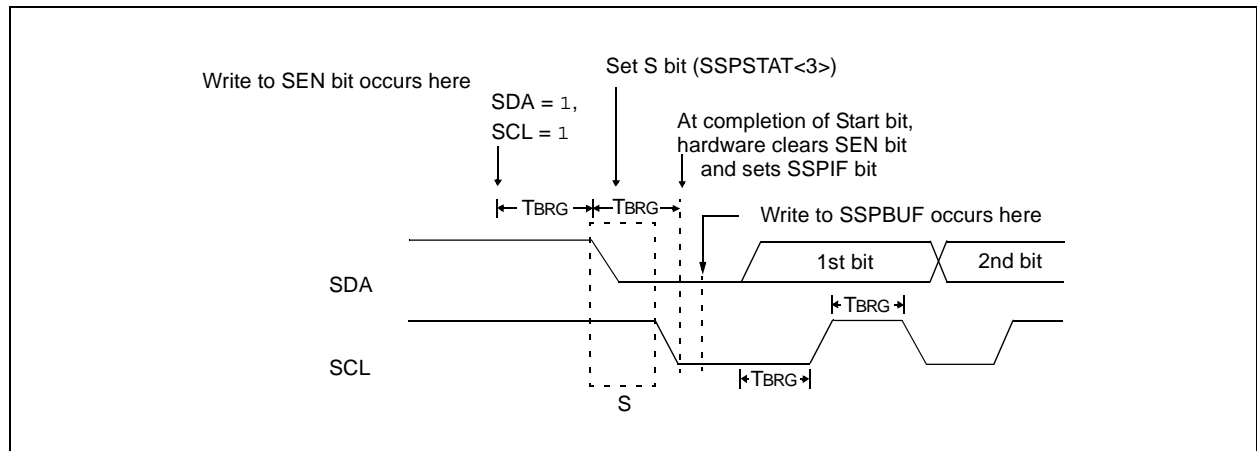 Write to SEN bit occurs here
Set S bit (SSPSTAT<3>)
SDA = 1,
SCL = 1
At completion of Start bit,
hardware clears SEN bit
and sets SSPIF bit
TBRG TBRG
Write to SSPBUF occurs here
SDA
1st bit 2nd bit
TBRG
SCL
TBRG
S